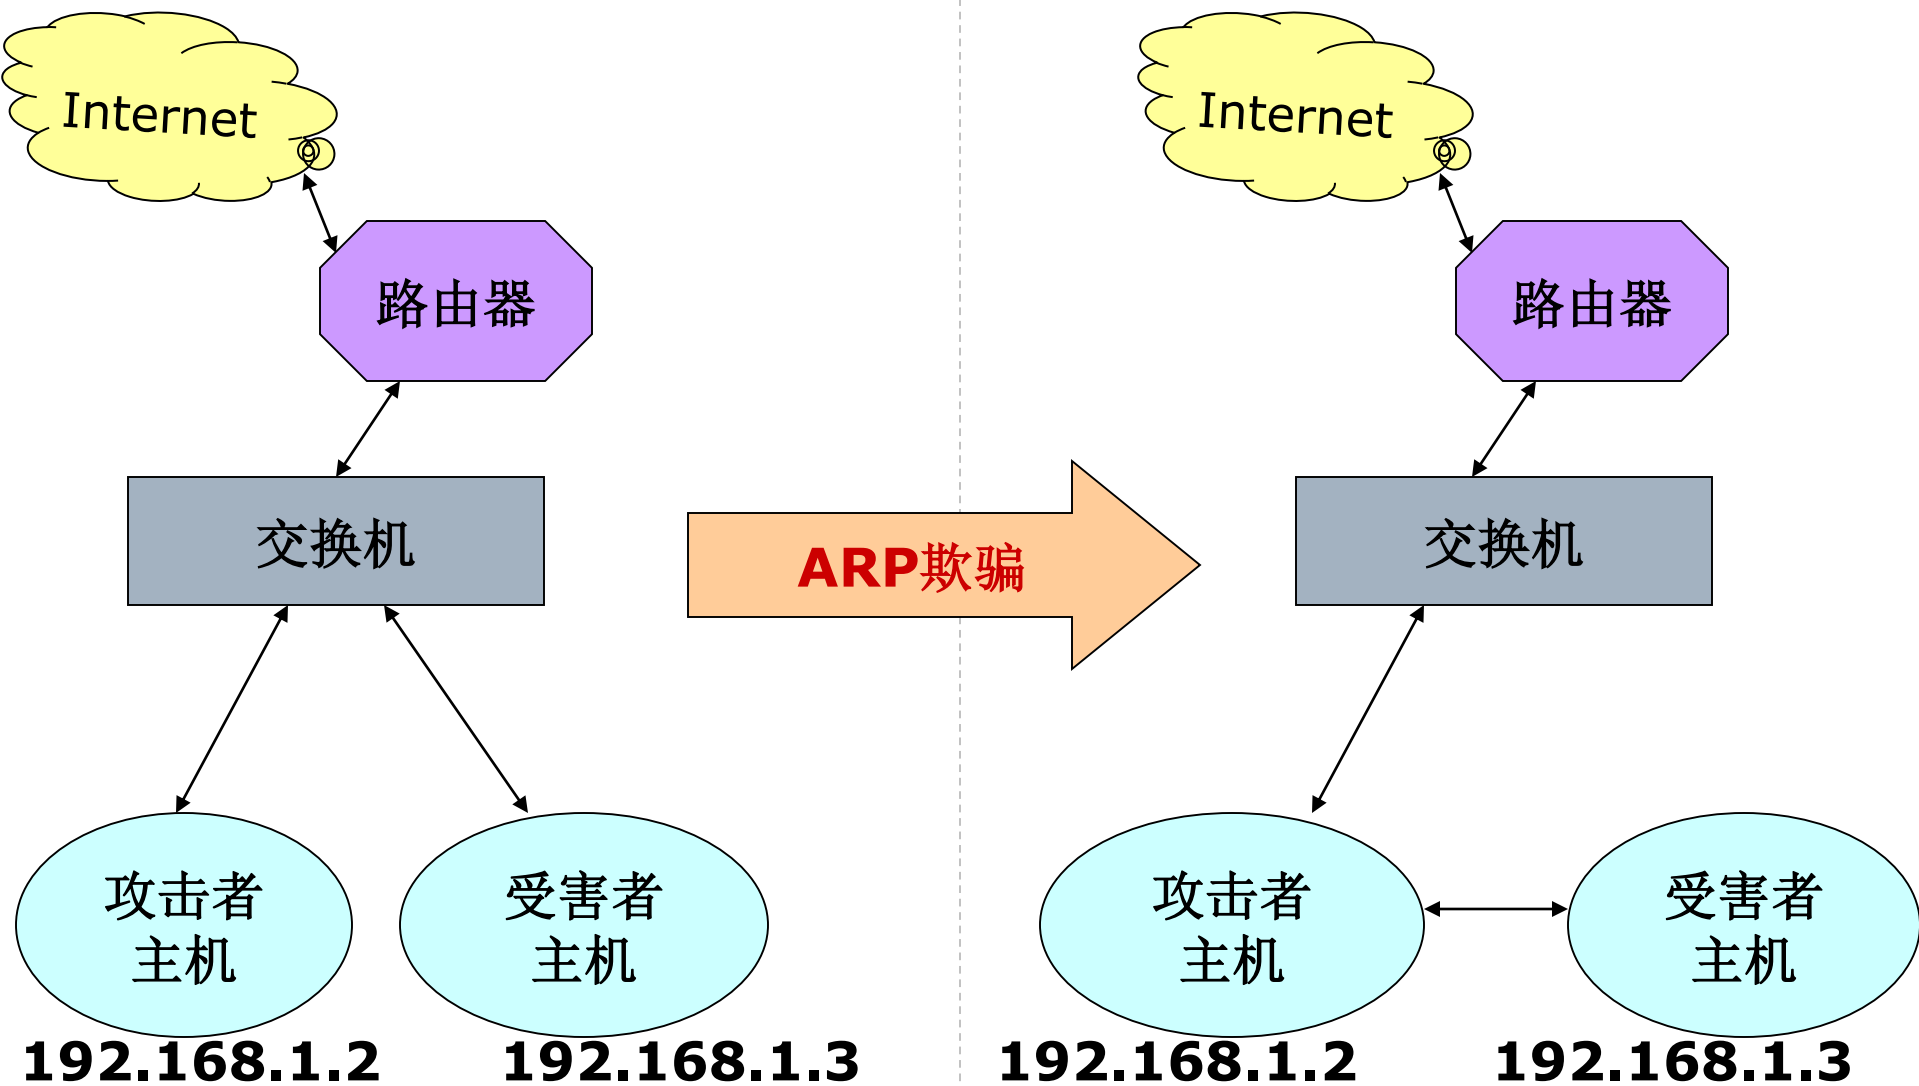 Internet
路由器
交换机
攻击者
主机
受害者
主机
192.168.1.2
192.168.1.3
ARP欺骗
Internet
路由器
交换机
攻击者
主机
受害者
主机
192.168.1.2
192.168.1.3